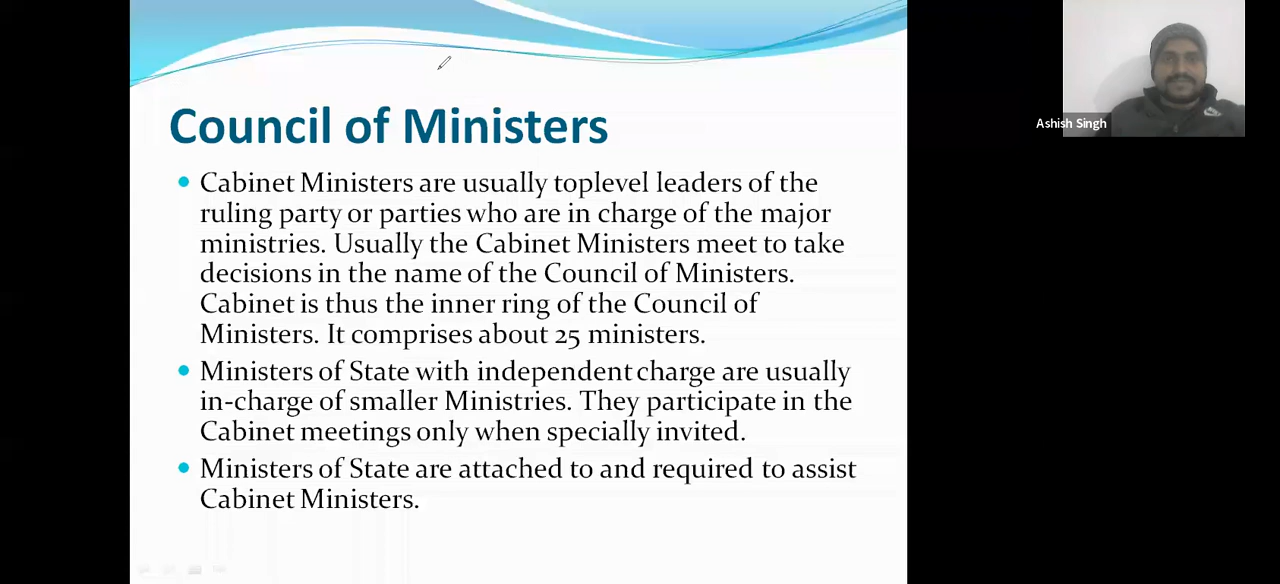 Council of Ministers
Cabinet Ministers are usually toplevel leaders of the
ruling party or parties who are in charge of the major
ministries. Usually the Cabinet Ministers meet to take
decisions in the name of the Council of Ministers.
Cabinet is thus the inner ring of the Council of
Ministers. It comprises about 25 ministers.
Ministers of State with independent charge are usually
in-charge of smaller Ministries. They participate in the
Cabinet meetings only when specially invited.
Ministers of State are attached to and required to assist
Cabinet Ministers.
Ashish Singh